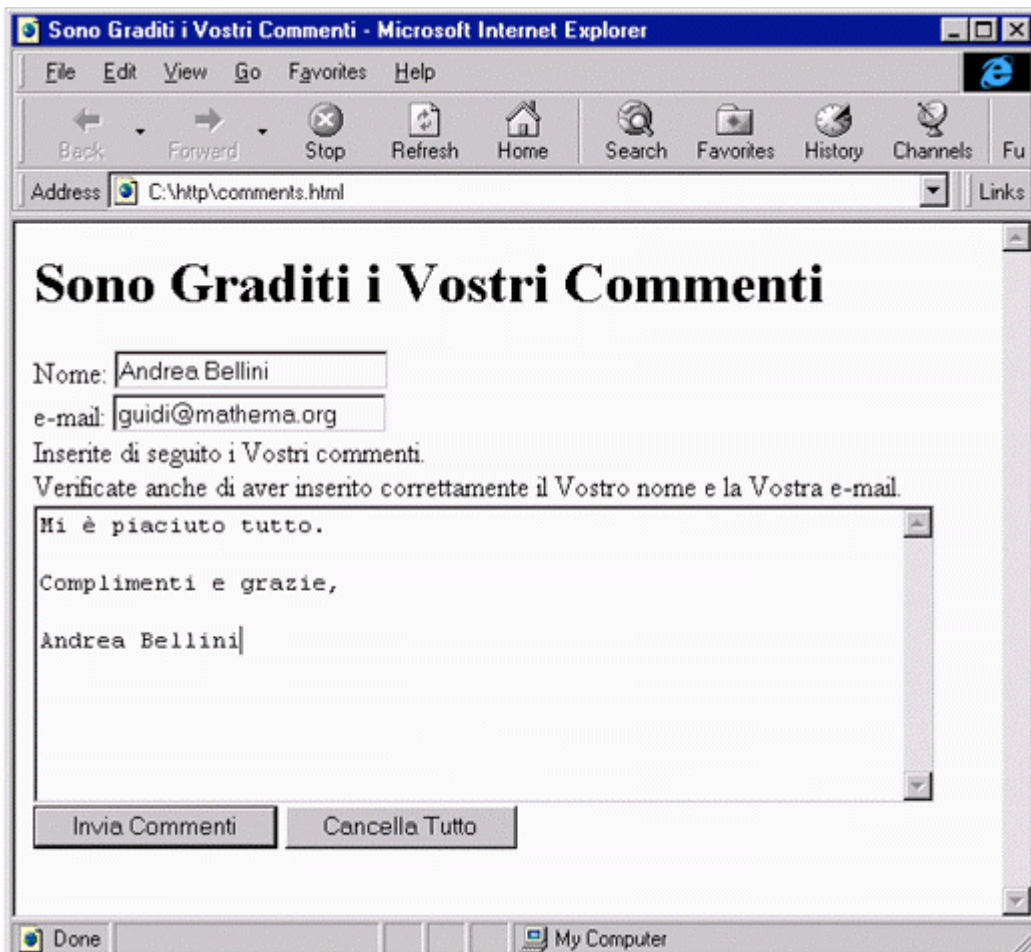 Sono Graditi i Vostri Commenti - Microsoft Internet Explorer
File Edit View Go Favorites Help
Back Forward Stop Refresh Home Search Favorites History Channels Fu
Address C:\http\comments.html Links
Sono Graditi i Vostri Commenti
Nome: Andrea Bellini
e-mail: guidi@mathema.org
Inserite di seguito i Vostri commenti.
Verificate anche di aver inserito correttamente il Vostro nome e la Vostra e-mail.
Mi è piaciuto tutto.
Complimenti e grazie,
Andrea Bellini
Invia Commenti Cancella Tutto
Done My Computer